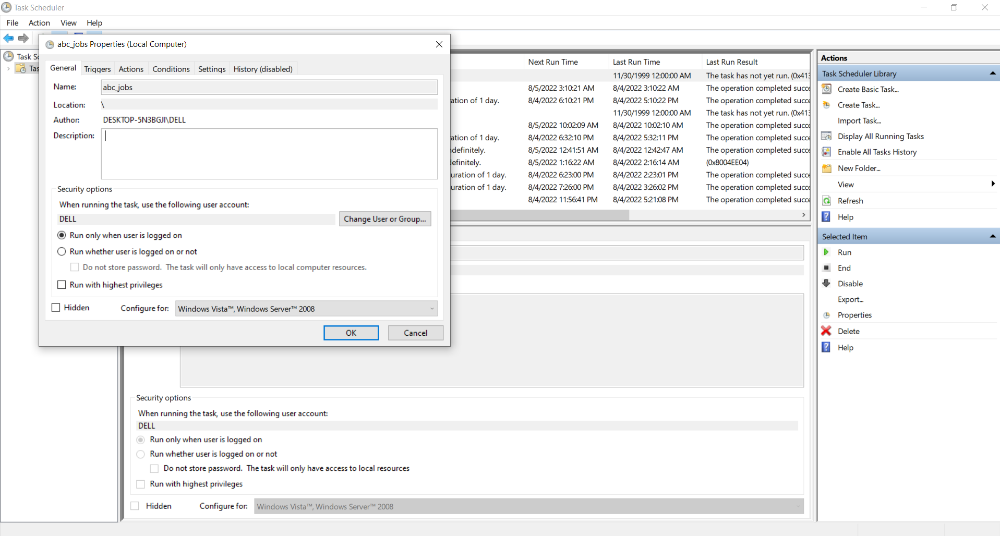 Task Scheduler
File Action View Help
abc_jobs Properties (Local Computer)
General Triggers Actions Conditions Settings History (disabled)
Name: abc_jobs
Location: \
Author: DESKTOP-5N3BGJI\DELL
Description:
Security options
When running the task, use the following user account:
DELL Change User or Group...
Run only when user is logged on
Run whether user is logged on or not
Do not store password. The task will only have access to local computer resources.
Run with highest privileges
Hidden Configure for: Windows Vista™, Windows Server™ 2008
OK Cancel
Task Sc
Tas
Next Run Time Last Run Time Last Run Result
11/30/1999 12:00:00 AM The task has not yet run. (0x413
8/5/2022 3:10:21 AM 8/4/2022 3:10:22 AM The operation completed succe
ration of 1 day. 8/4/2022 6:10:21 PM 8/4/2022 5:10:22 PM The operation completed succe
11/30/1999 12:00:00 AM The task has not yet run. (0x413
8/5/2022 10:02:09 AM 8/4/2022 10:02:10 AM The operation completed succe
ration of 1 day. 8/4/2022 6:32:10 PM 8/4/2022 5:32:11 PM The operation completed succe
ndefinitely. 8/5/2022 12:41:51 AM 8/4/2022 12:42:47 AM The operation completed succe
lefinitely. 8/5/2022 1:16:22 AM 8/4/2022 2:16:14 AM (0x8004EE04)
uration of 1 day. 8/4/2022 6:23:00 PM 8/4/2022 2:23:01 PM The operation completed succe
uration of 1 day. 8/4/2022 7:26:00 PM 8/4/2022 3:26:02 PM The operation completed succe
8/4/2022 11:56:41 PM 8/4/2022 5:21:08 PM The operation completed succe
Security options
When running the task, use the following user account:
DELL
Run only when user is logged on
Run whether user is logged on or not
Do not store password. The task will only have access to local resources
Run with highest privileges
Hidden Configure for: Windows Vista™, Windows Server™ 2008
Actions
Task Scheduler Library
Create Basic Task...
Create Task...
Import Task...
Display All Running Tasks
Enable All Tasks History
New Folder...
View
Refresh
Help
Selected Item
Run
End
Disable
Export...
Properties
Delete
Help